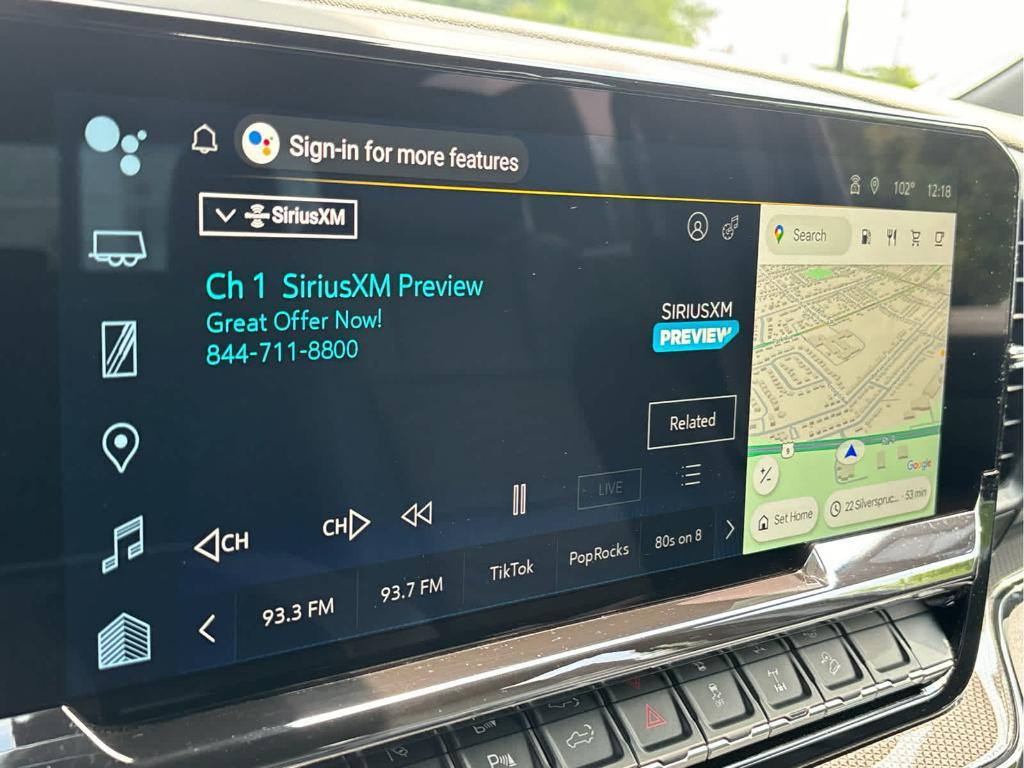 Sign-in for more features
102° 12:18
SiriusXM
Search
Ch 1 SiriusXM Preview
Great Offer Now!
844-711-8800
SIRIUSXM
PREVIEW
Related
LIVE
9
Google
Set Home
22 Silverspruc... · 53 min
CH
CH
93.3 FM
93.7 FM
TikTok
PopRocks
80s on 8